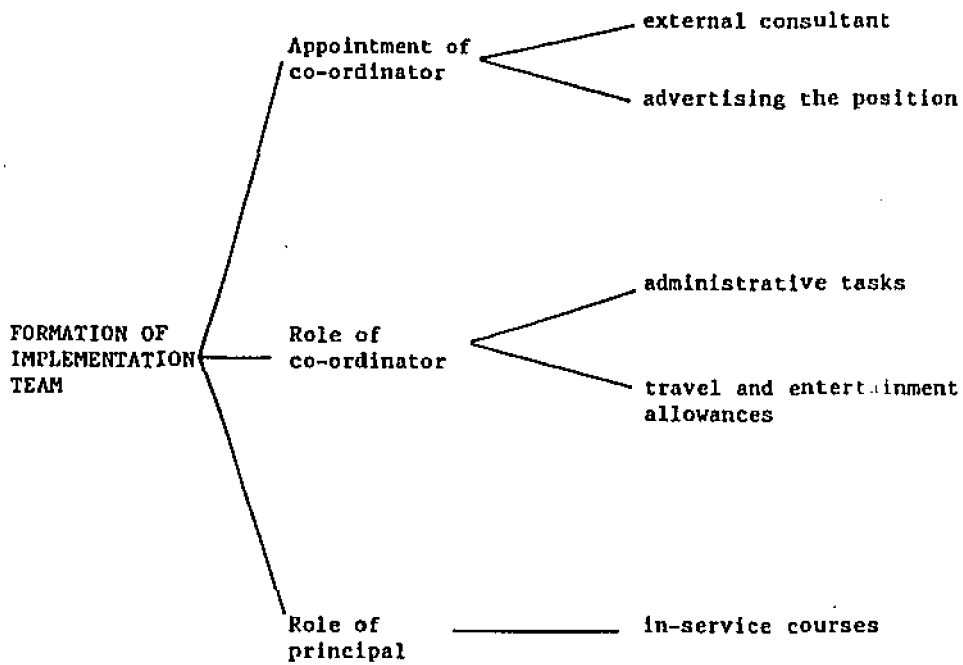 external consultant
Appointment of
co-ordinator
advertising the position
administrative tasks
FORMATION OF
IMPLEMENTATION
TEAM
Role of
co-ordinator
travel and entertainment
allowances
Role of
principal
in-service courses